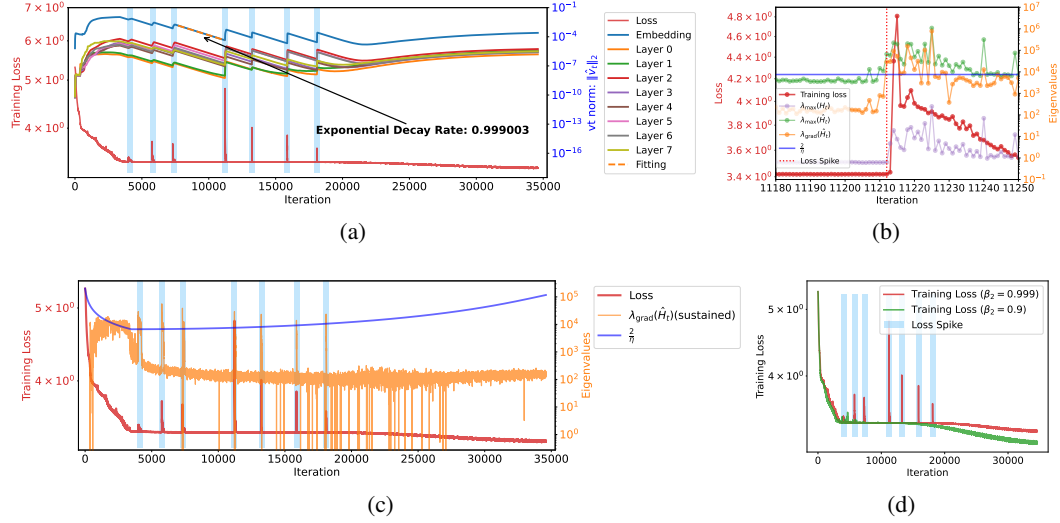 7 × 10⁰
6 × 10⁰
5 × 10⁰
4 × 10⁰
Training Loss
0
5000
10000
15000
20000
25000
30000
35000
Iteration
10⁻¹
10⁻⁴
10⁻⁷
10⁻¹⁰
10⁻¹³
10⁻¹⁶
vt norm: ‖v̂ₜ‖₂
Exponential Decay Rate: 0.999003
Loss
Embedding
Layer 0
Layer 1
Layer 2
Layer 3
Layer 4
Layer 5
Layer 6
Layer 7
Fitting
(a)
4.8 × 10⁰
4.6 × 10⁰
4.4 × 10⁰
4.2 × 10⁰
4 × 10⁰
3.8 × 10⁰
3.6 × 10⁰
3.4 × 10⁰
Loss
11180
11190
11200
11210
11220
11230
11240
11250
Iteration
10⁷
10⁶
10⁵
10⁴
10³
10²
10¹
10⁰
10⁻¹
Eigenvalues
Training loss
λmax(Hₜ)
λmax(Ĥₜ)
λgrad(Ĥₜ)
2/η
Loss Spike
(b)
5 × 10⁰
4 × 10⁰
Training Loss
0
5000
10000
15000
20000
25000
30000
35000
Iteration
10⁵
10⁴
10³
10²
10¹
10⁰
Eigenvalues
Loss
λgrad(Ĥₜ)(sustained)
2/η
(c)
5 × 10⁰
4 × 10⁰
Training Loss
0
10000
20000
30000
Iteration
Training Loss (β₂ = 0.999)
Training Loss (β₂ = 0.9)
Loss Spike
(d)